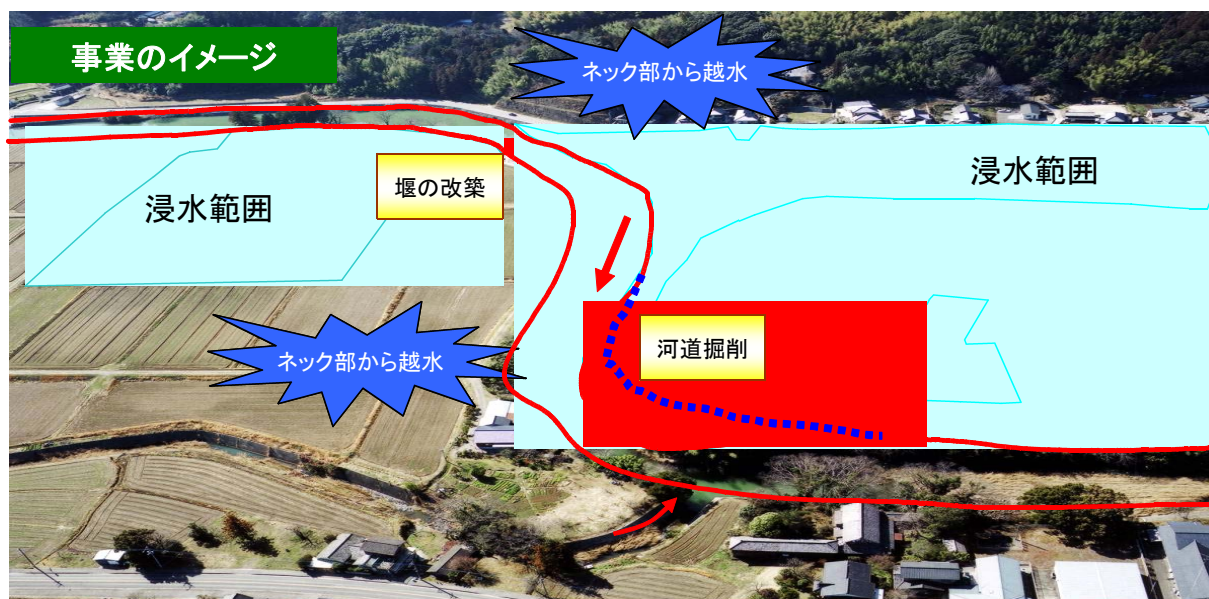 事業のイメージ
ネック部から越水
浸水範囲
堰の改築
浸水範囲
ネック部から越水
河道掘削